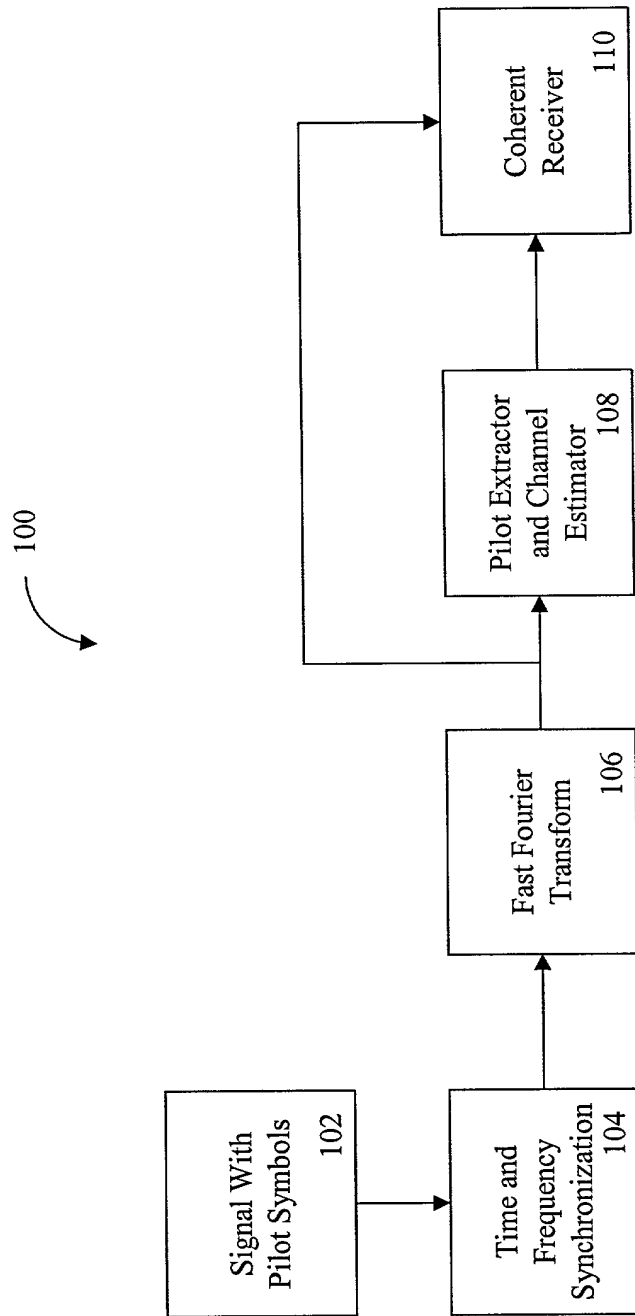 100
Signal With
Pilot Symbols
102
Time and
Frequency
Synchronization
104
Fast Fourier
Transform
106
Pilot Extractor
and Channel
Estimator
108
Coherent
Receiver
110